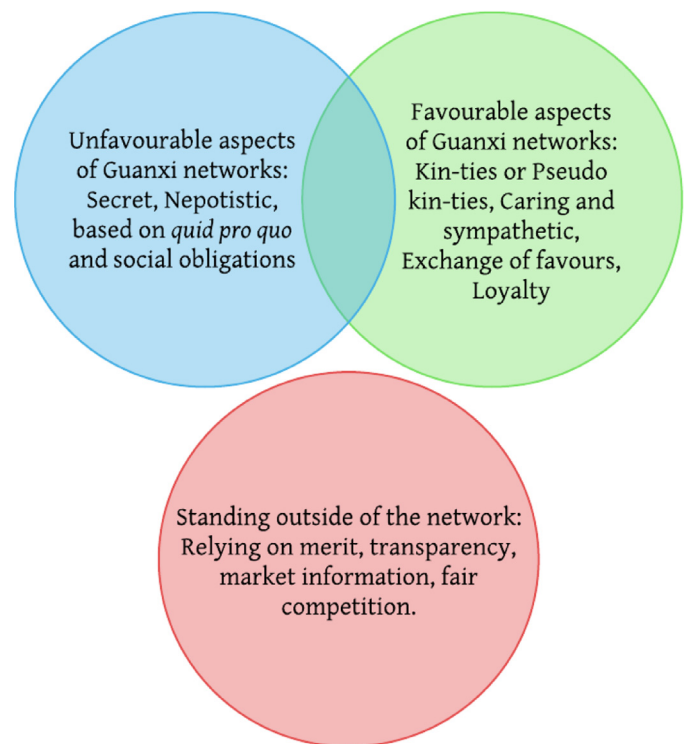 Unfavourable aspects
of Guanxi networks:
Secret, Nepotistic,
based on quid pro quo
and social obligations
Favourable aspects
of Guanxi networks:
Kin-ties or Pseudo
kin-ties, Caring and
sympathetic,
Exchange of favours,
Loyalty
Standing outside of the network:
Relying on merit, transparency,
market information, fair
competition.